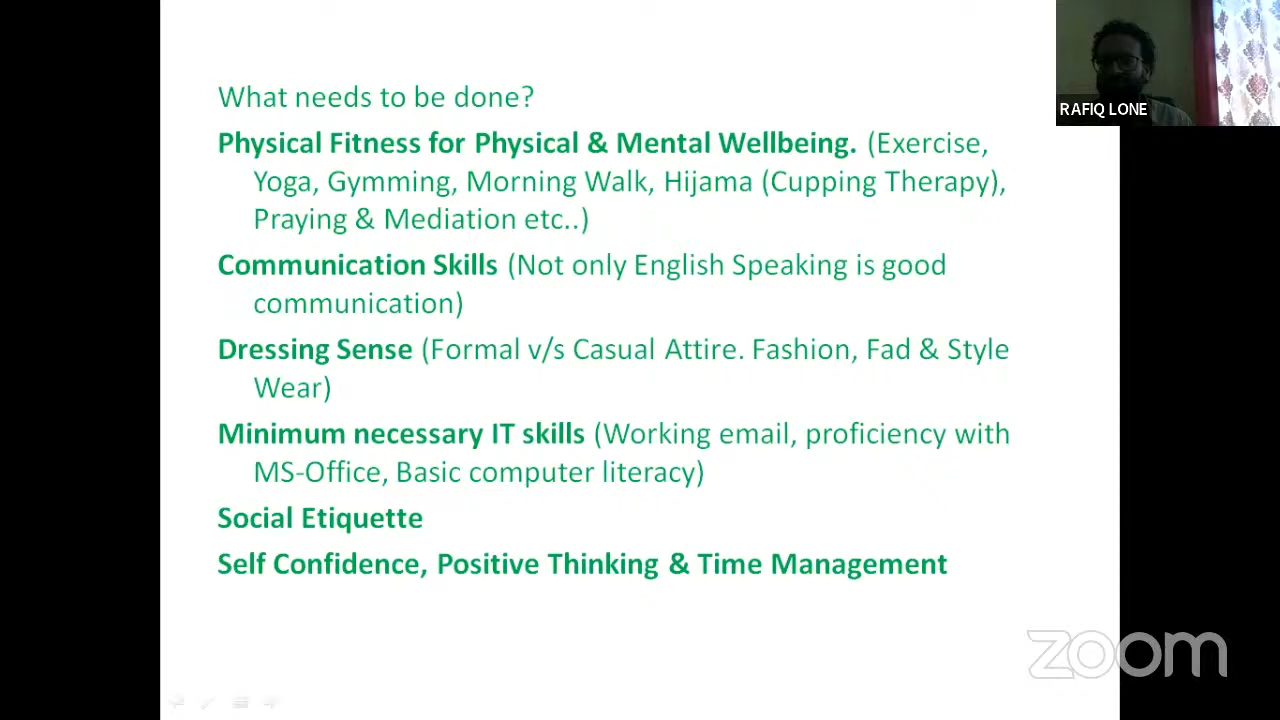 What needs to be done?
Physical Fitness for Physical & Mental Wellbeing. (Exercise,
Yoga, Gymming, Morning Walk, Hijama (Cupping Therapy),
Praying & Mediation etc..)
Communication Skills (Not only English Speaking is good
communication)
Dressing Sense (Formal v/s Casual Attire. Fashion, Fad & Style
Wear)
Minimum necessary IT skills (Working email, proficiency with
MS-Office, Basic computer literacy)
Social Etiquette
Self Confidence, Positive Thinking & Time Management
RAFIQ LONE
zoom